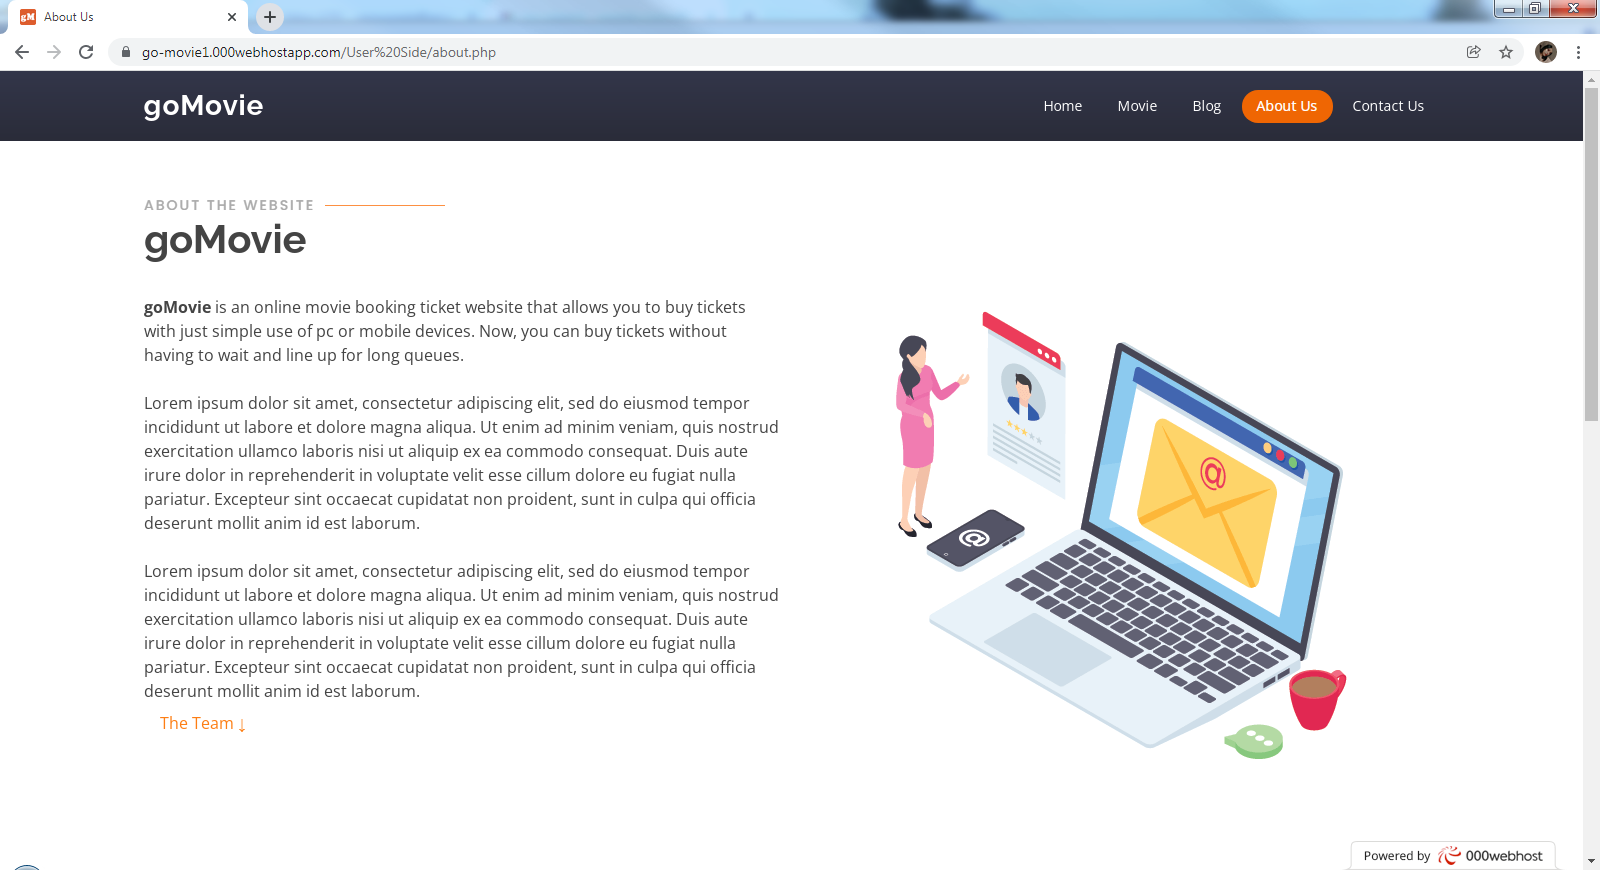 gM About Us
go-movie1.000webhostapp.com/User%20Side/about.php
goMovie
Home Movie Blog About Us Contact Us
ABOUT THE WEBSITE
goMovie
goMovie is an online movie booking ticket website that allows you to buy tickets
with just simple use of pc or mobile devices. Now, you can buy tickets without
having to wait and line up for long queues.
Lorem ipsum dolor sit amet, consectetur adipiscing elit, sed do eiusmod tempor
incididunt ut labore et dolore magna aliqua. Ut enim ad minim veniam, quis nostrud
exercitation ullamco laboris nisi ut aliquip ex ea commodo consequat. Duis aute
irure dolor in reprehenderit in voluptate velit esse cillum dolore eu fugiat nulla
pariatur. Excepteur sint occaecat cupidatat non proident, sunt in culpa qui officia
deserunt mollit anim id est laborum.
Lorem ipsum dolor sit amet, consectetur adipiscing elit, sed do eiusmod tempor
incididunt ut labore et dolore magna aliqua. Ut enim ad minim veniam, quis nostrud
exercitation ullamco laboris nisi ut aliquip ex ea commodo consequat. Duis aute
irure dolor in reprehenderit in voluptate velit esse cillum dolore eu fugiat nulla
pariatur. Excepteur sint occaecat cupidatat non proident, sunt in culpa qui officia
deserunt mollit anim id est laborum.
The Team ↓
@
@
Powered by 000webhost